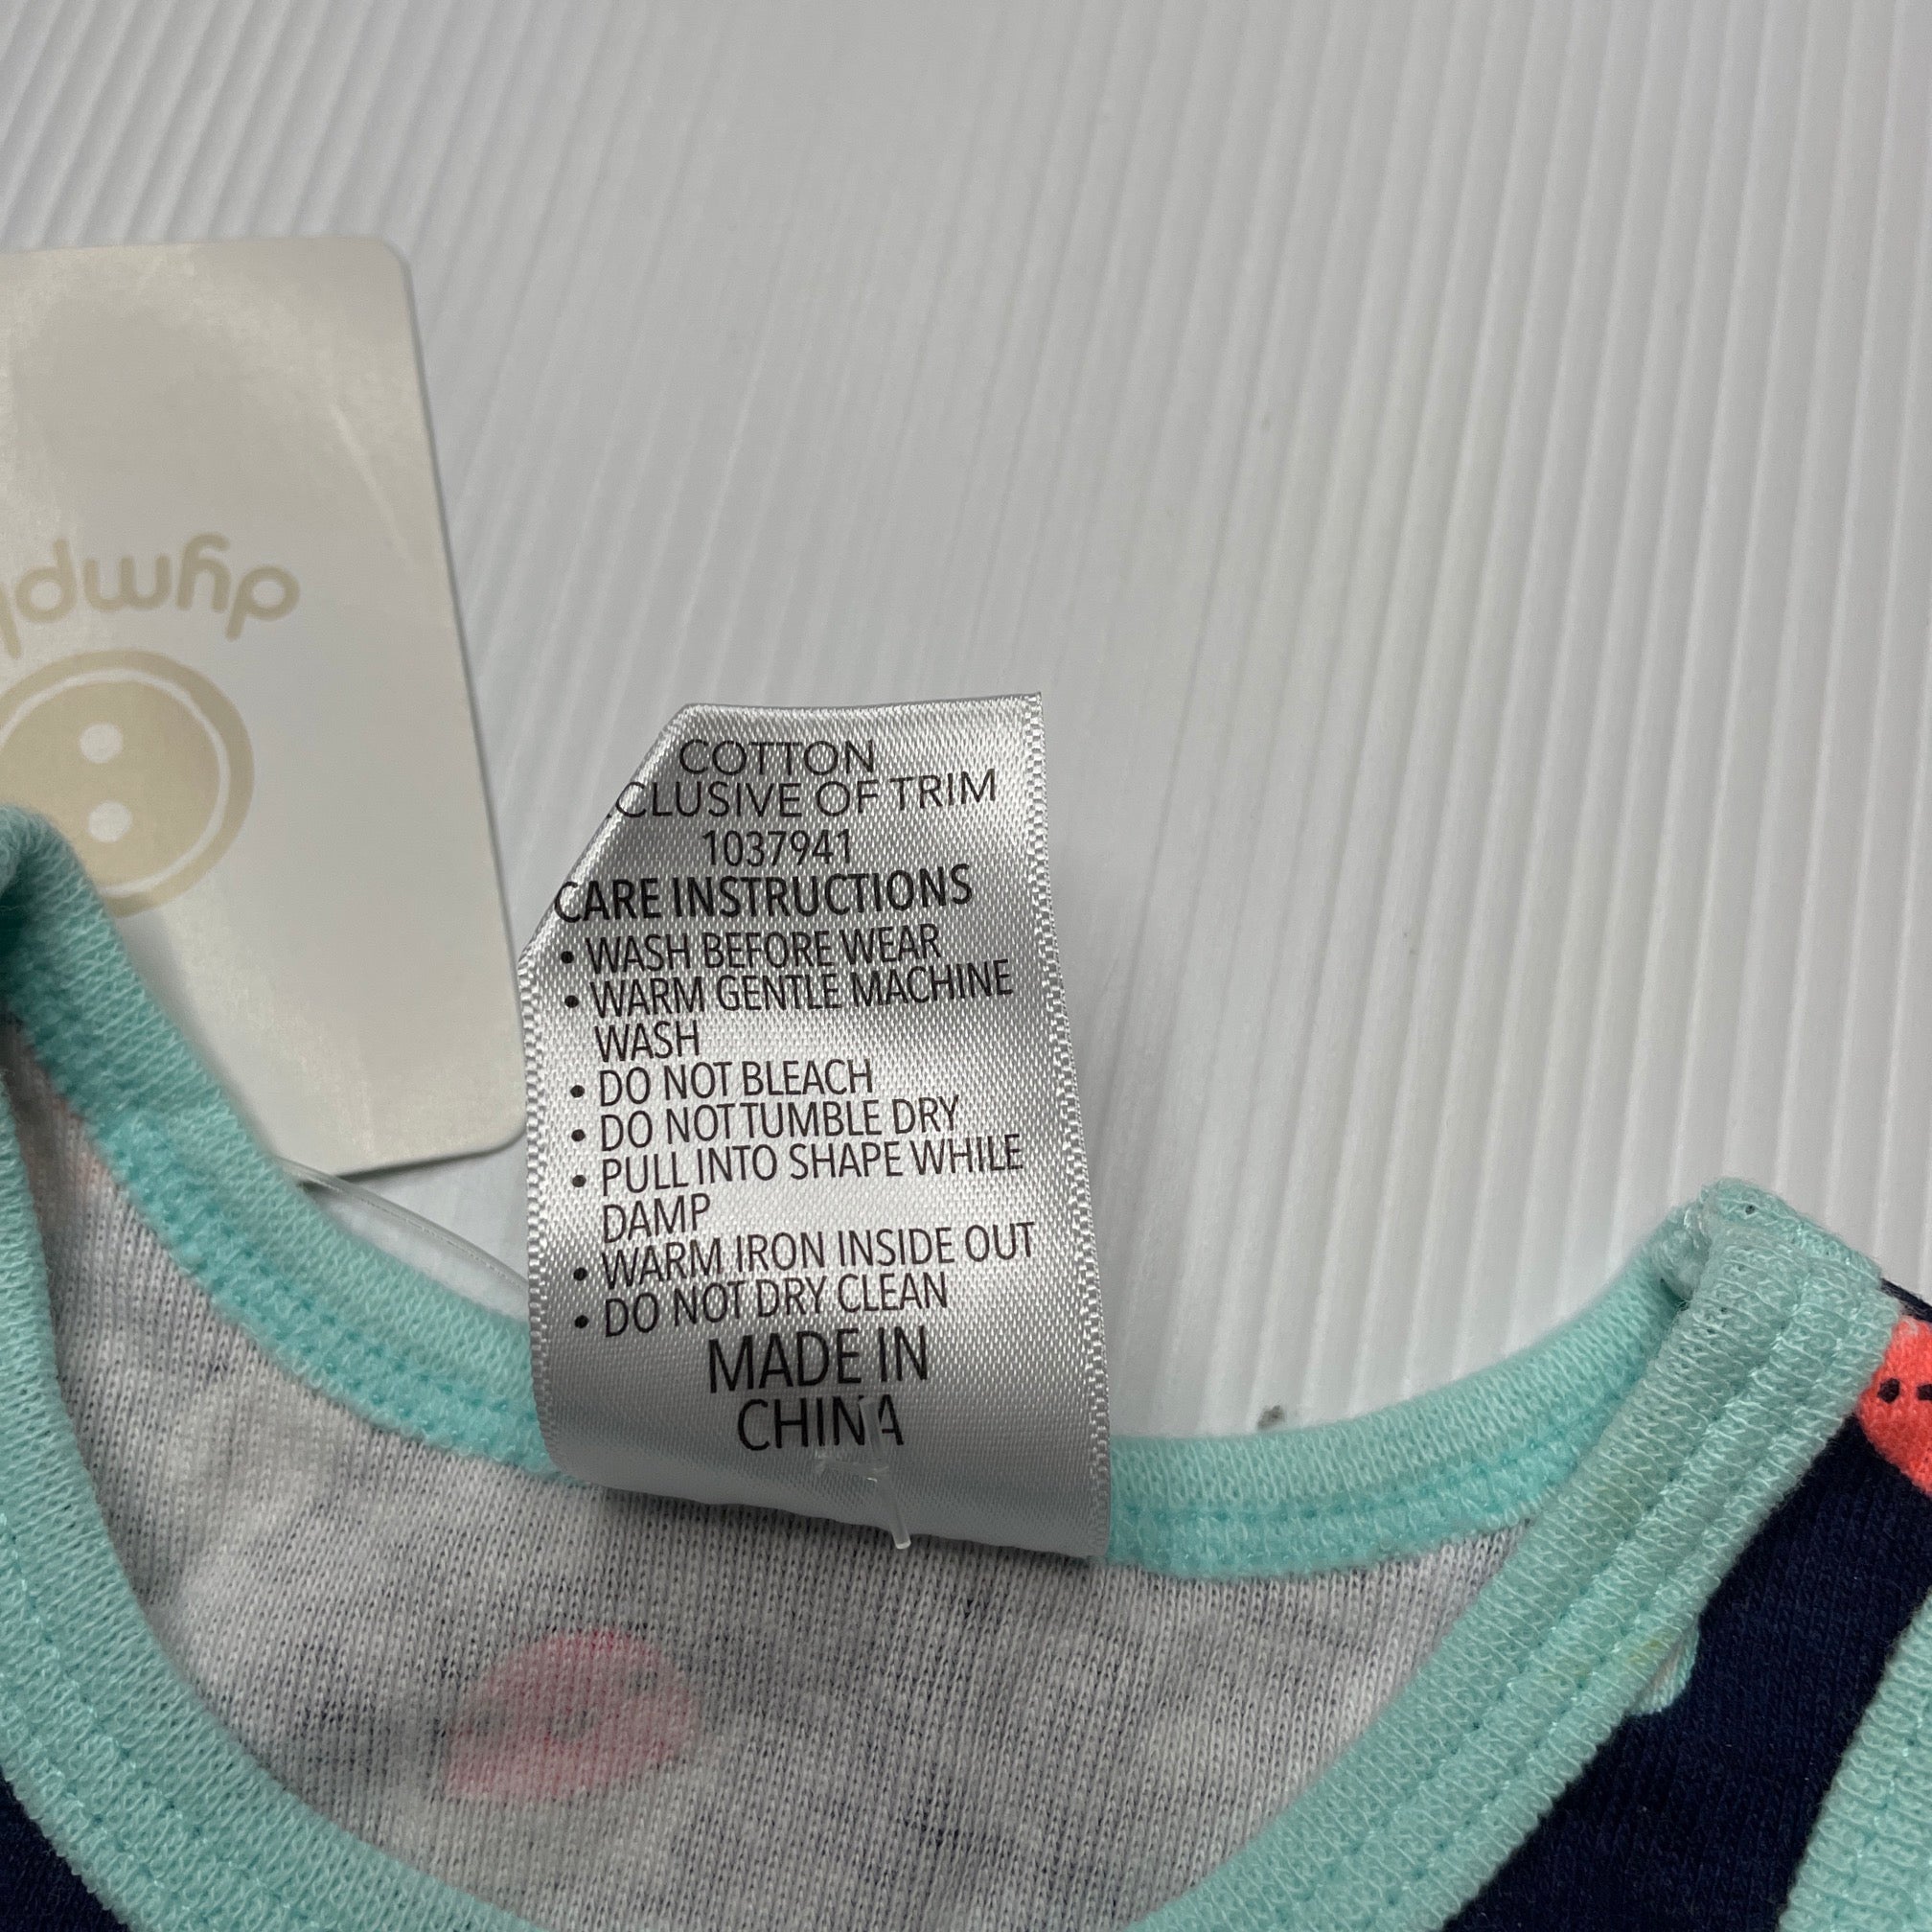 COTTON
CLUSIVE OF TRIM
1037941
CARE INSTRUCTIONS
• WASH BEFORE WEAR
• WARM GENTLE MACHINE
WASH
• DO NOT BLEACH
• DO NOT TUMBLE DRY
• PULL INTO SHAPE WHILE
DAMP
• WARM IRON INSIDE OUT
• DO NOT DRY CLEAN
MADE IN
CHINA
dymp